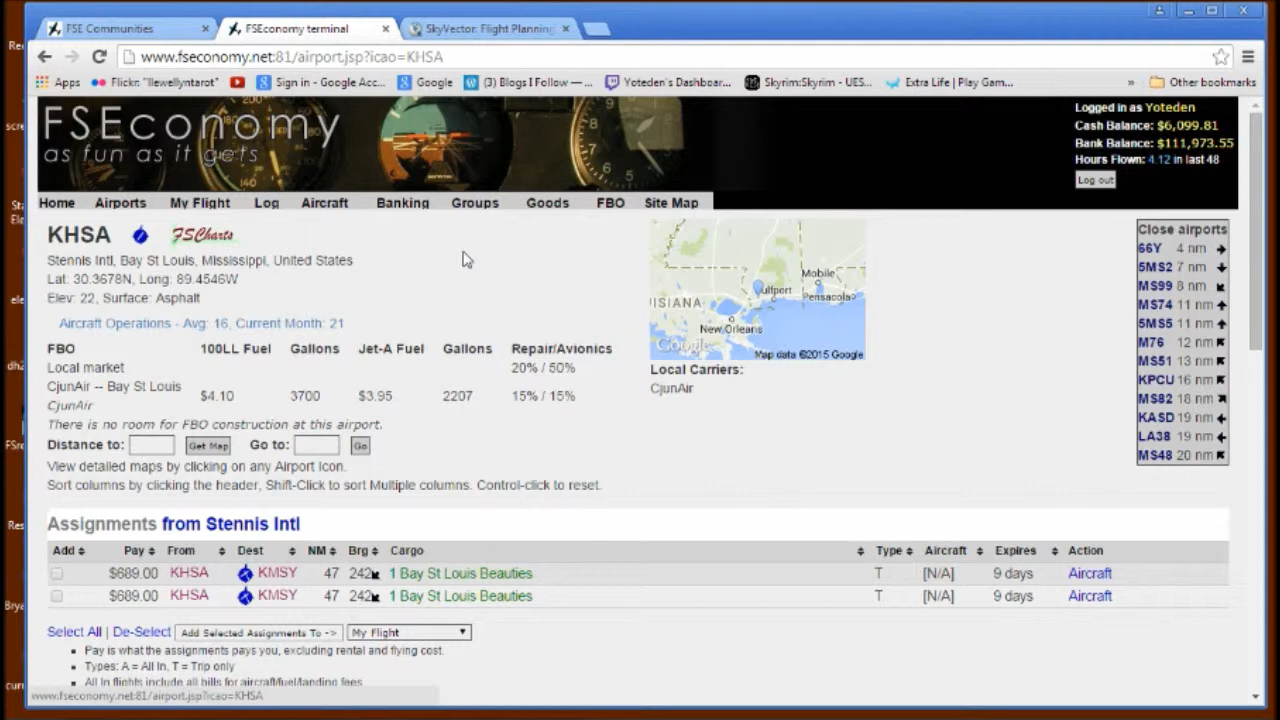 FSE Communities
FSEconomy terminal
SkyVector: Flight Planning
www.fseconomy.net:81/airport.jsp?icao=KHSA
Apps Flickr: "llewellyntarot" Sign in - Google Acc... Google (3) Blogs I Follow — ... Yoteden's Dashboar... Skyrim:Skyrim - UES... Extra Life | Play Gam... » Other bookmarks
FSEconomy
as fun as it gets
Logged in as Yoteden
Cash Balance: $6,099.81
Bank Balance: $111,973.55
Hours Flown: 4.12 in last 48
Log out
Home Airports My Flight Log Aircraft Banking Groups Goods FBO Site Map
KHSA FSCharts
Stennis Intl, Bay St Louis, Mississippi, United States
Lat: 30.3678N, Long: 89.4546W
Elev: 22, Surface: Asphalt
Aircraft Operations - Avg: 16, Current Month: 21
FBO 100LL Fuel Gallons Jet-A Fuel Gallons Repair/Avionics
Local market 20% / 50%
CjunAir -- Bay St Louis
CjunAir
$4.10 3700 $3.95 2207 15% / 15%
There is no room for FBO construction at this airport.
Distance to: Get Map Go to: Go
View detailed maps by clicking on any Airport Icon.
Sort columns by clicking the header, Shift-Click to sort Multiple columns. Control-click to reset.
Mobile
Gulfport
Pensacola
UISIANA
New Orleans
Google
Map data ©2015 Google
Local Carriers:
CjunAir
Close airports
66Y 4 nm
5MS2 7 nm
MS99 8 nm
MS74 11 nm
5MS5 11 nm
M76 12 nm
MS51 13 nm
KPCU 16 nm
MS82 18 nm
KASD 19 nm
LA38 19 nm
MS48 20 nm
Assignments from Stennis Intl
Add Pay From Dest NM Brg Cargo Type Aircraft Expires Action
$689.00 KHSA KMSY 47 242 1 Bay St Louis Beauties T [N/A] 9 days Aircraft
$689.00 KHSA KMSY 47 242 1 Bay St Louis Beauties T [N/A] 9 days Aircraft
Select All | De-Select Add Selected Assignments To -> My Flight
Pay is what the assignments pays you, excluding rental and flying cost.
Types: A = All In, T = Trip only
All In flights include all bills for aircraft/fuel/landing fees
www.fseconomy.net:81/airport.jsp?icao=KHSA